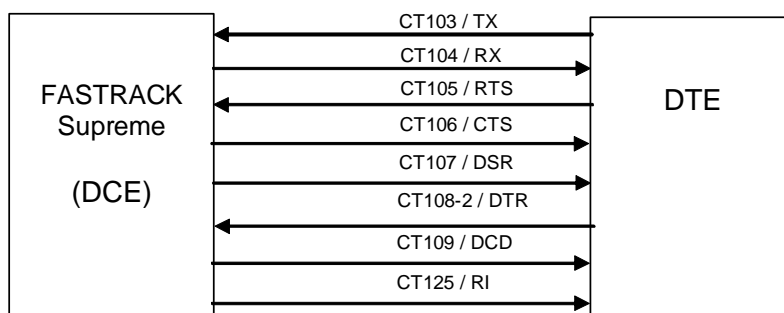 CT103 / TX
CT104 / RX
CT105 / RTS
CT106 / CTS
CT107 / DSR
CT108-2 / DTR
CT109 / DCD
CT125 / RI
FASTRACK
Supreme
(DCE)
DTE